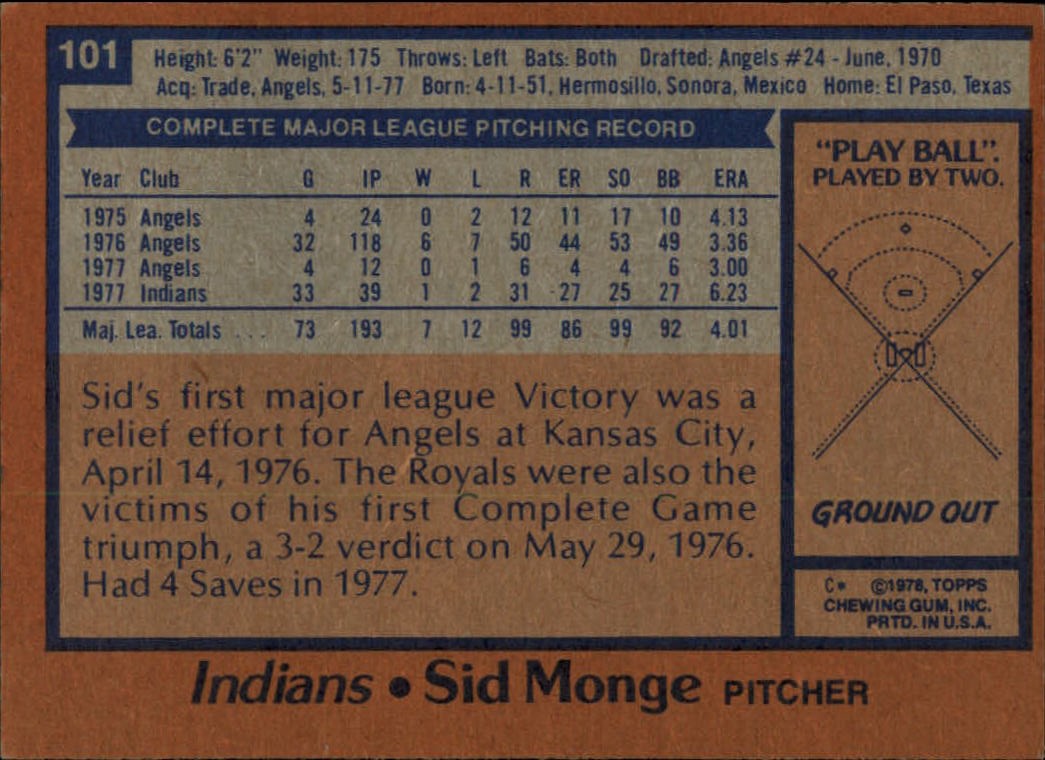 101
Height: 6'2" Weight: 175 Throws: Left Bats: Both Drafted: Angels #24 - June, 1970
Acq: Trade, Angels, 5-11-77 Born: 4-11-51, Hermosillo, Sonora, Mexico Home: El Paso, Texas
COMPLETE MAJOR LEAGUE PITCHING RECORD
Year Club G IP W L R ER SO BB ERA
1975 Angels 4 24 0 2 12 11 17 10 4.13
1976 Angels 32 118 6 7 50 44 53 49 3.36
1977 Angels 4 12 0 1 6 4 4 6 3.00
1977 Indians 33 39 1 2 31 27 25 27 6.23
Maj. Lea. Totals ... 73 193 7 12 99 86 99 92 4.01
Sid's first major league Victory was a
relief effort for Angels at Kansas City,
April 14, 1976. The Royals were also the
victims of his first Complete Game
triumph, a 3-2 verdict on May 29, 1976.
Had 4 Saves in 1977.
"PLAY BALL".
PLAYED BY TWO.
GROUND OUT
C* ©1978, TOPPS
CHEWING GUM, INC.
PRTD. IN U.S.A.
Indians • Sid Monge PITCHER